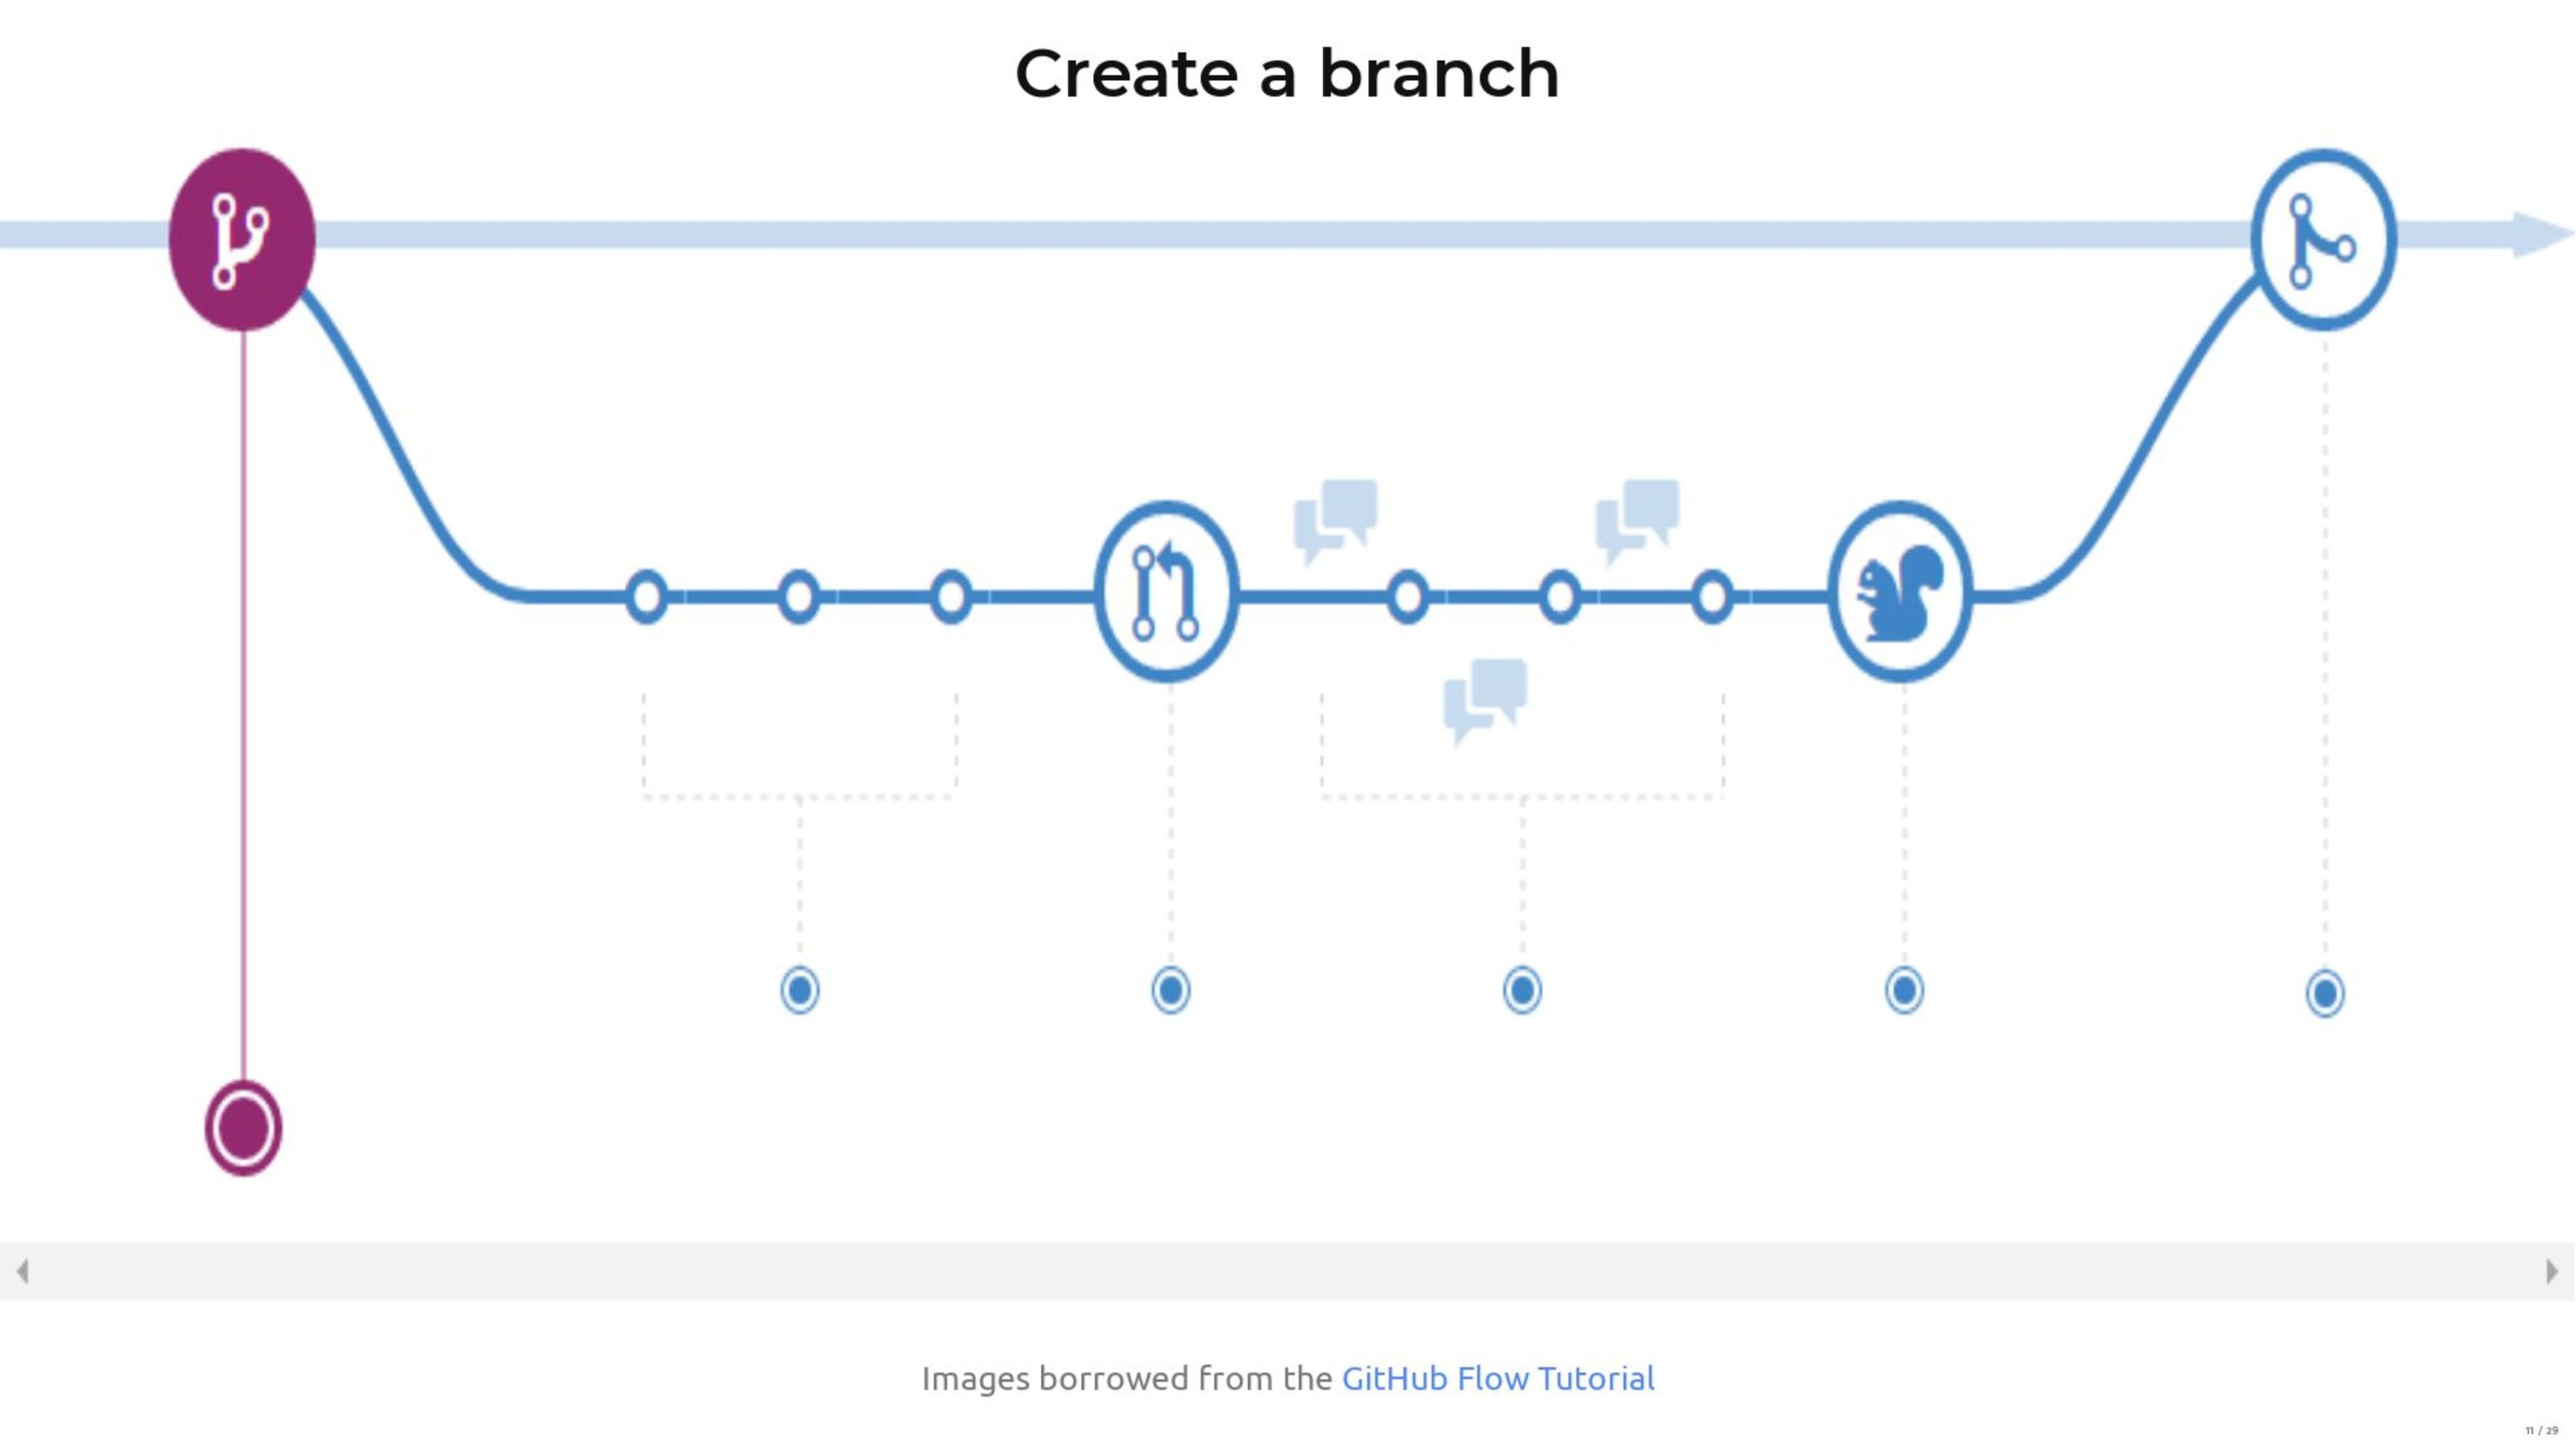 Create a branch
Images borrowed from the GitHub Flow Tutorial
11 / 29